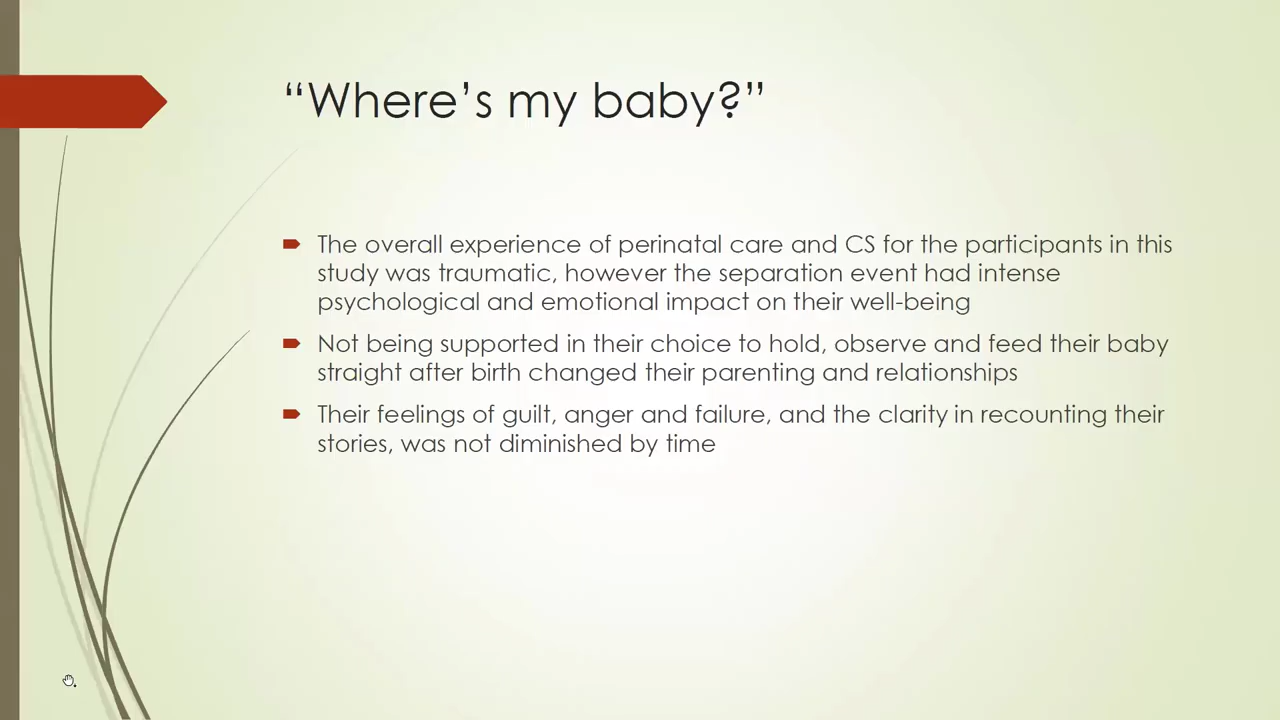 “Where’s my baby?”
The overall experience of perinatal care and CS for the participants in this
study was traumatic, however the separation event had intense
psychological and emotional impact on their well-being
Not being supported in their choice to hold, observe and feed their baby
straight after birth changed their parenting and relationships
Their feelings of guilt, anger and failure, and the clarity in recounting their
stories, was not diminished by time